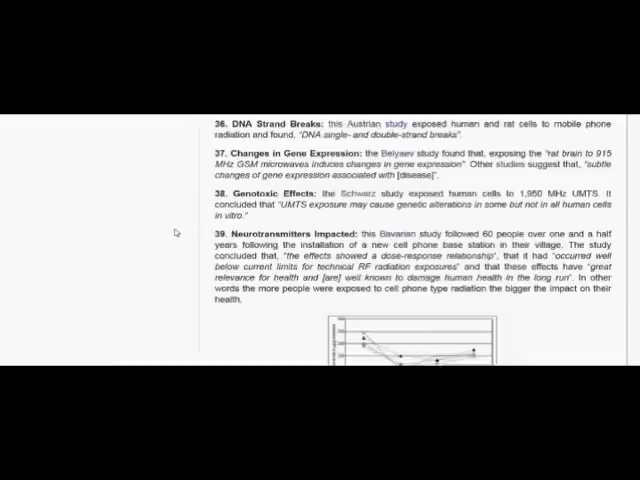 36. DNA Strand Breaks: this Austrian study exposed human and rat cells to mobile phone
radiation and found, "DNA single- and double-strand breaks".
37. Changes in Gene Expression: the Belyaev study found that, exposing the "rat brain to 915
MHz GSM microwaves induces changes in gene expression". Other studies suggest that, "subtle
changes of gene expression associated with [disease]".
38. Genotoxic Effects: the Schwarz study exposed human cells to 1,950 MHz UMTS. It
concluded that "UMTS exposure may cause genetic alterations in some but not in all human cells
in vitro."
39. Neurotransmitters Impacted: this Bavarian study followed 60 people over one and a half
years following the installation of a new cell phone base station in their village. The study
concluded that, "the effects showed a dose-response relationship", that it had "occurred well
below current limits for technical RF radiation exposures" and that these effects have "great
relevance for health and [are] well known to damage human health in the long run". In other
words the more people were exposed to cell phone type radiation the bigger the impact on their
health.